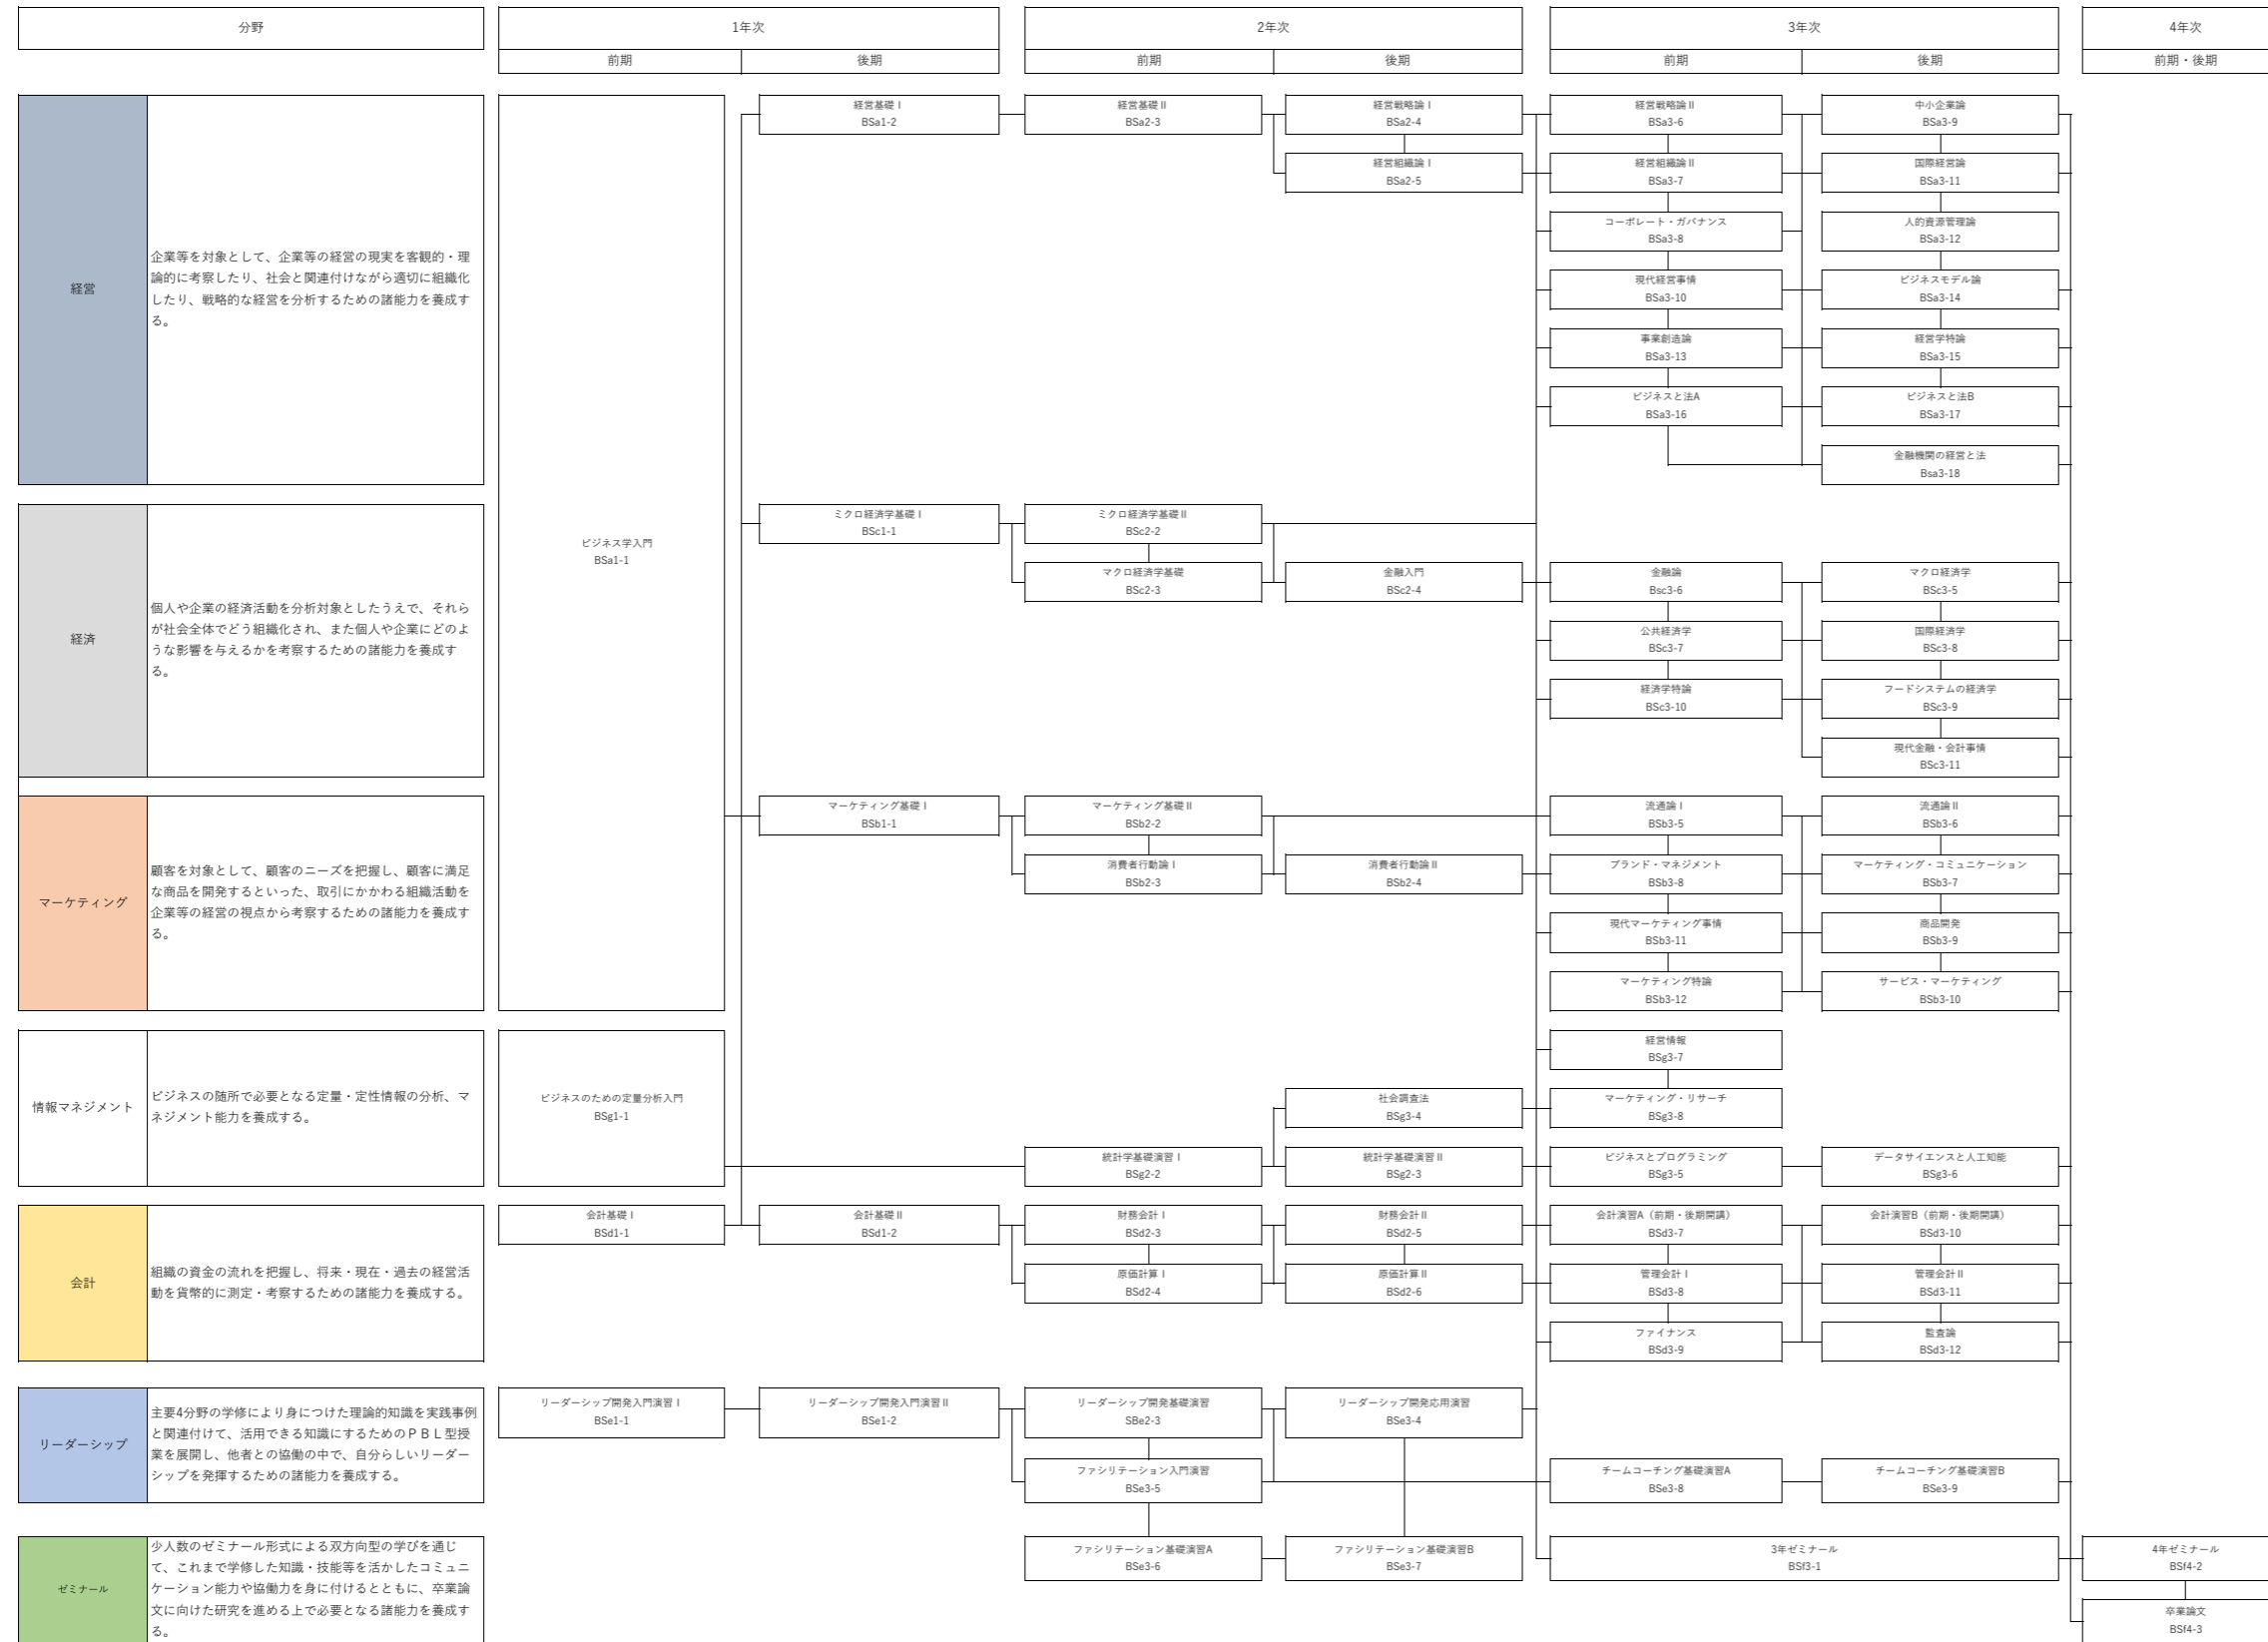 分野
1年次
2年次
3年次
4年次
前期
後期
前期
後期
前期
後期
前期・後期
経営
企業等を対象として、企業等の経営の現実を客観的・理
論的に考察したり、社会と関連付けながら適切に組織化
したり、戦略的な経営を分析するための諸能力を養成す
る。
ビジネス学入門
BSa1-1
経営基礎Ⅰ
BSa1-2
経営基礎Ⅱ
BSa2-3
経営戦略論Ⅰ
BSa2-4
経営戦略論Ⅱ
BSa3-6
中小企業論
BSa3-9
経営組織論Ⅰ
BSa2-5
経営組織論Ⅱ
BSa3-7
国際経営論
BSa3-11
コーポレート・ガバナンス
BSa3-8
人的資源管理論
BSa3-12
現代経営事情
BSa3-10
ビジネスモデル論
BSa3-14
事業創造論
BSa3-13
経営学特論
BSa3-15
ビジネスと法A
BSa3-16
ビジネスと法B
BSa3-17
金融機関の経営と法
Bsa3-18
経済
個人や企業の経済活動を分析対象としたうえで、それら
が社会全体でどう組織化され、また個人や企業にどのよ
うな影響を与えるかを考察するための諸能力を養成す
る。
ミクロ経済学基礎Ⅰ
BSc1-1
ミクロ経済学基礎Ⅱ
BSc2-2
マクロ経済学基礎
BSc2-3
金融入門
BSc2-4
金融論
Bsc3-6
マクロ経済学
BSc3-5
公共経済学
BSc3-7
国際経済学
BSc3-8
経済学特論
BSc3-10
フードシステムの経済学
BSc3-9
現代金融・会計事情
BSc3-11
マーケティング
顧客を対象として、顧客のニーズを把握し、顧客に満足
な商品を開発するといった、取引にかかわる組織活動を
企業等の経営の視点から考察するための諸能力を養成す
る。
マーケティング基礎Ⅰ
BSb1-1
マーケティング基礎Ⅱ
BSb2-2
流通論Ⅰ
BSb3-5
流通論Ⅱ
BSb3-6
消費者行動論Ⅰ
BSb2-3
消費者行動論Ⅱ
BSb2-4
ブランド・マネジメント
BSb3-8
マーケティング・コミュニケーション
BSb3-7
現代マーケティング事情
BSb3-11
商品開発
BSb3-9
マーケティング特論
BSb3-12
サービス・マーケティング
BSb3-10
情報マネジメント
ビジネスの随所で必要となる定量・定性情報の分析、マ
ネジメント能力を養成する。
ビジネスのための定量分析入門
BSg1-1
経営情報
BSg3-7
社会調査法
BSg3-4
マーケティング・リサーチ
BSg3-8
統計学基礎演習Ⅰ
BSg2-2
統計学基礎演習Ⅱ
BSg2-3
ビジネスとプログラミング
BSg3-5
データサイエンスと人工知能
BSg3-6
会計
組織の資金の流れを把握し、将来・現在・過去の経営活
動を貨幣的に測定・考察するための諸能力を養成する。
会計基礎Ⅰ
BSd1-1
会計基礎Ⅱ
BSd1-2
財務会計Ⅰ
BSd2-3
財務会計Ⅱ
BSd2-5
会計演習A（前期・後期開講）
BSd3-7
会計演習B（前期・後期開講）
BSd3-10
原価計算Ⅰ
BSd2-4
原価計算Ⅱ
BSd2-6
管理会計Ⅰ
BSd3-8
管理会計Ⅱ
BSd3-11
ファイナンス
BSd3-9
監査論
BSd3-12
リーダーシップ
主要4分野の学修により身につけた理論的知識を実践事例
と関連付けて、活用できる知識にするためのＰＢＬ型授
業を展開し、他者との協働の中で、自分らしいリーダー
シップを発揮するための諸能力を養成する。
リーダーシップ開発入門演習Ⅰ
BSe1-1
リーダーシップ開発入門演習Ⅱ
BSe1-2
リーダーシップ開発基礎演習
SBe2-3
リーダーシップ開発応用演習
BSe3-4
ファシリテーション入門演習
BSe3-5
チームコーチング基礎演習A
BSe3-8
チームコーチング基礎演習B
BSe3-9
ゼミナール
少人数のゼミナール形式による双方向型の学びを通じ
て、これまで学修した知識・技能等を活かしたコミュニ
ケーション能力や協働力を身に付けるとともに、卒業論
文に向けた研究を進める上で必要となる諸能力を養成す
る。
ファシリテーション基礎演習A
BSe3-6
ファシリテーション基礎演習B
BSe3-7
3年ゼミナール
BSf3-1
4年ゼミナール
BSf4-2
卒業論文
BSf4-3